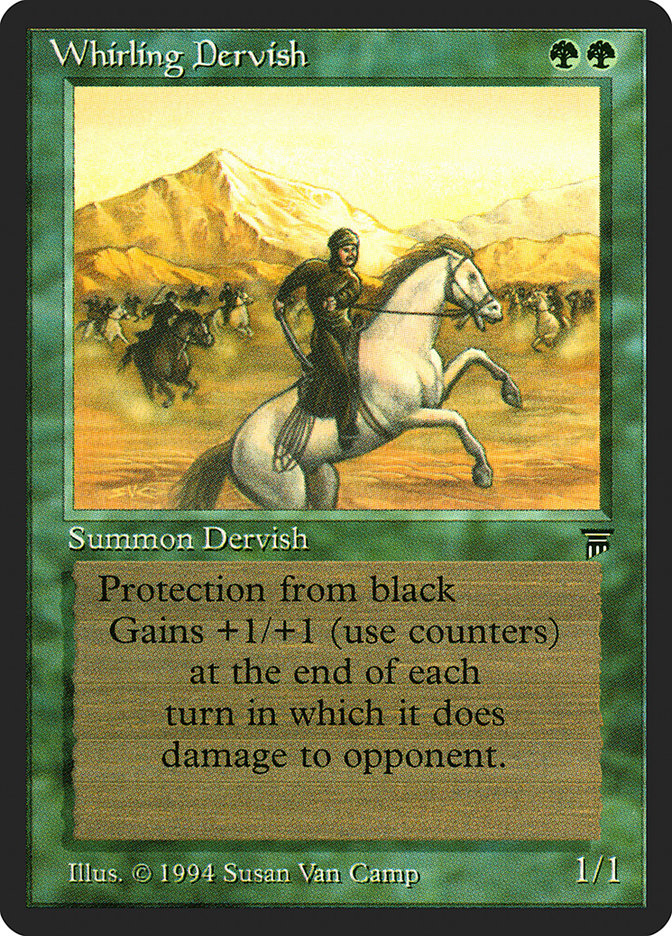 Whirling Dervish
Summon Dervish
Protection from black
Gains +1/+1 (use counters)
at the end of each
turn in which it does
damage to opponent.
Illus. © 1994 Susan Van Camp
1/1